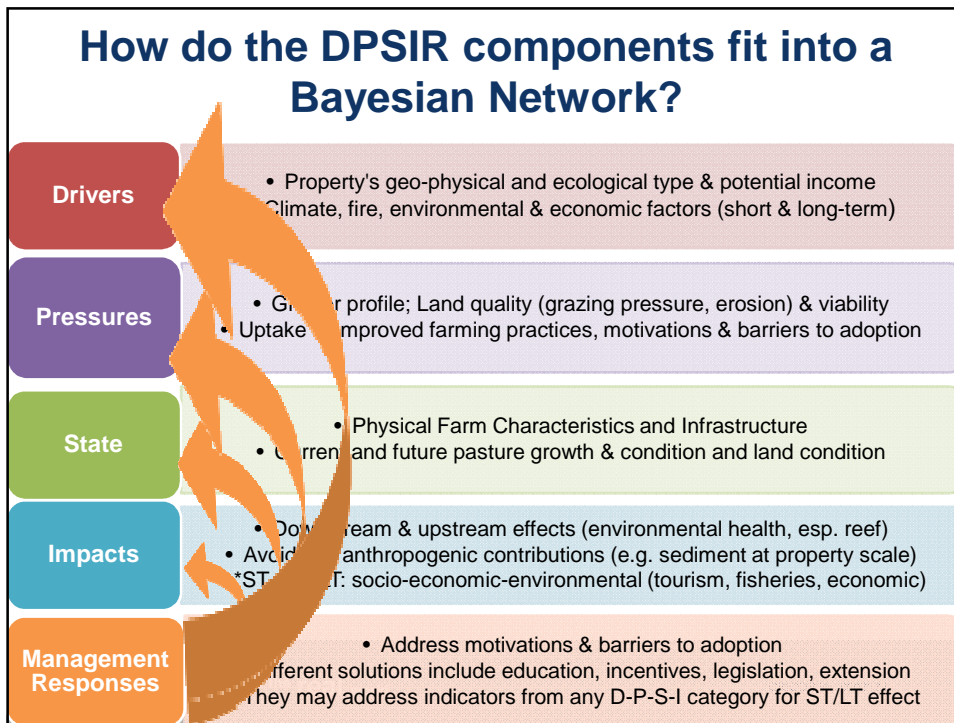 How do the DPSIR components fit into a
Bayesian Network?
Drivers
• Property's geo-physical and ecological type & potential income
Climate, fire, environmental & economic factors (short & long-term)
Pressures
• profile; Land quality (grazing pressure, erosion) & viability
• Uptake improved farming practices, motivations & barriers to adoption
State
• Physical Farm Characteristics and Infrastructure
• Current and future pasture growth & condition and land condition
Impacts
• Downstream & upstream effects (environmental health, esp. reef)
• anthropogenic contributions (e.g. sediment at property scale)
socio-economic-environmental (tourism, fisheries, economic)
Management
Responses
• Address motivations & barriers to adoption
Different solutions include education, incentives, legislation, extension
They may address indicators from any D-P-S-I category for ST/LT effect